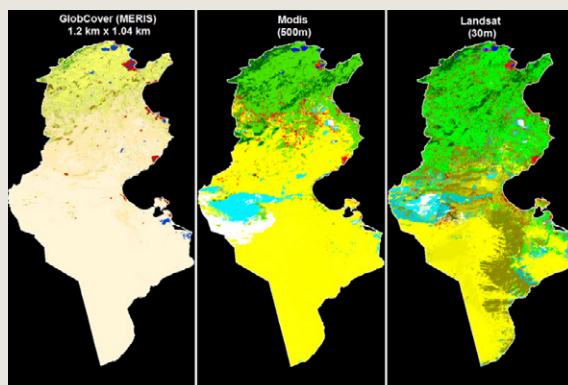 GlobCover (MERIS)
1.2 km x 1.04 km
Modis
(500m)
Landsat
(30m)